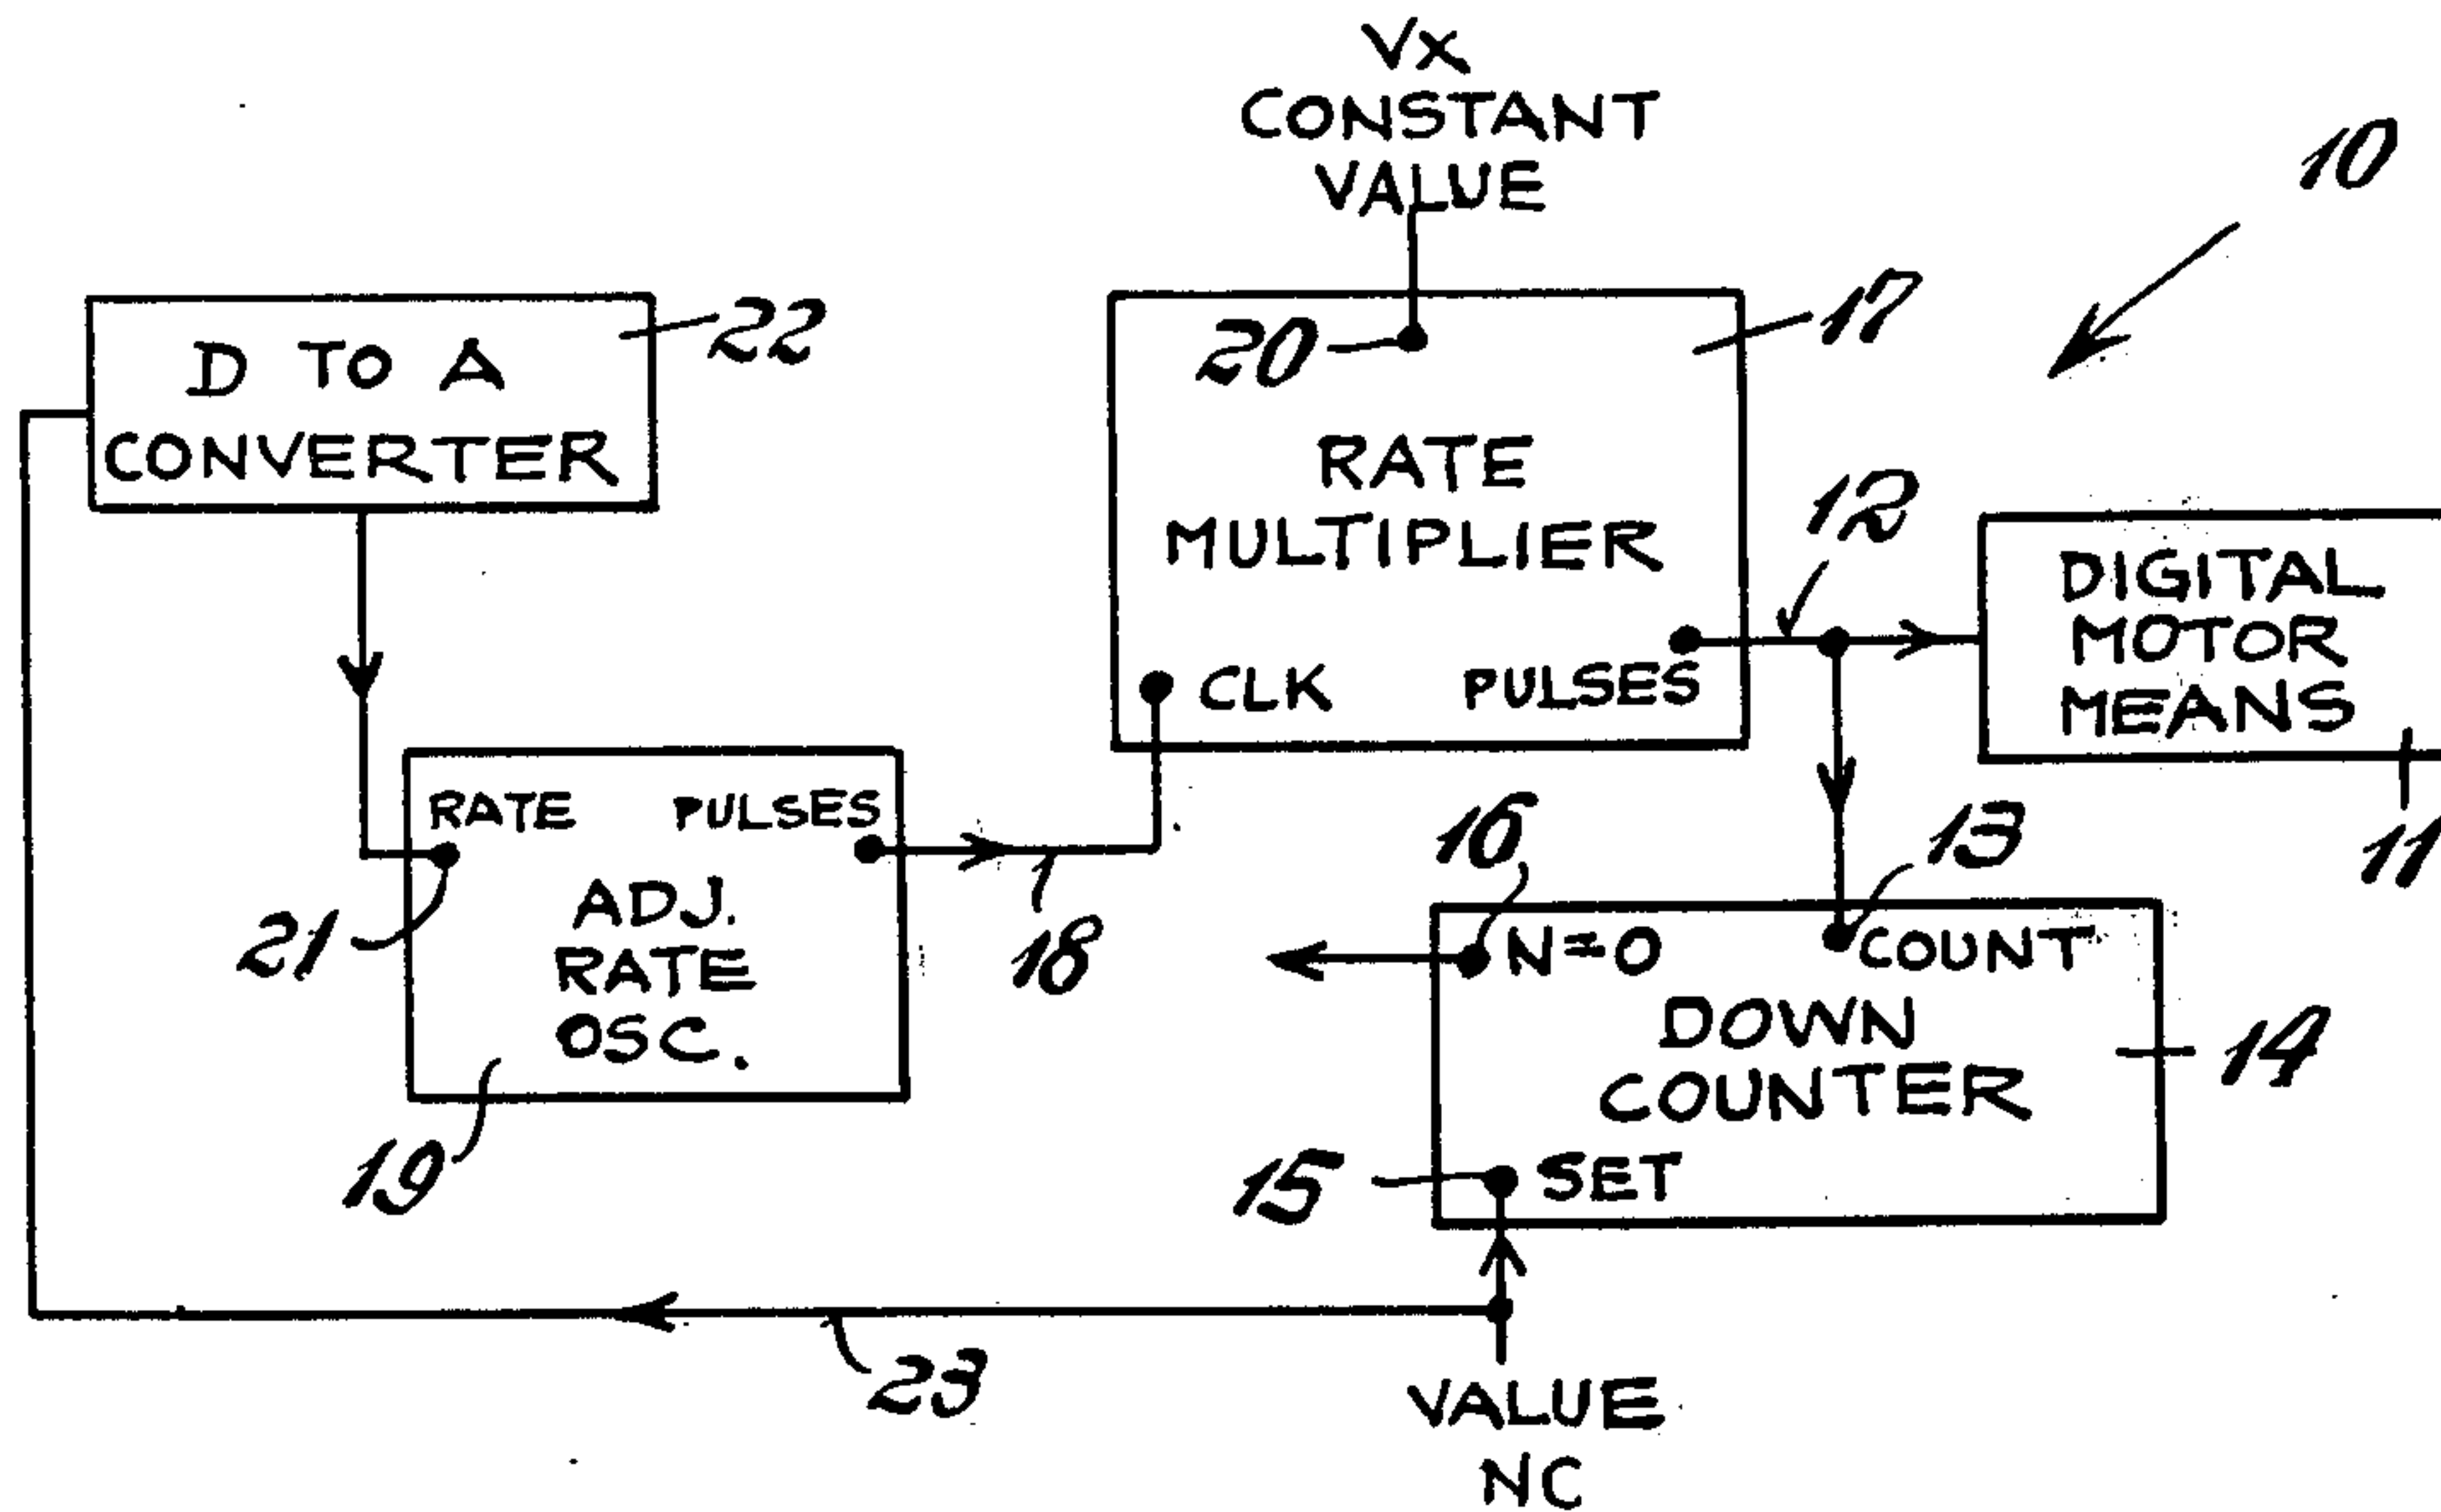 Vx
CONSTANT
VALUE
10
D TO A
CONVERTER
22
20
17
RATE
MULTIPLIER
CLK
PULSES
12
DIGITAL
MOTOR
MEANS
11
RATE
PULSES
ADJ.
RATE
OSC.
21
19
18
16
13
N=0
COUNT
DOWN
COUNTER
14
15
SET
23
VALUE
NC